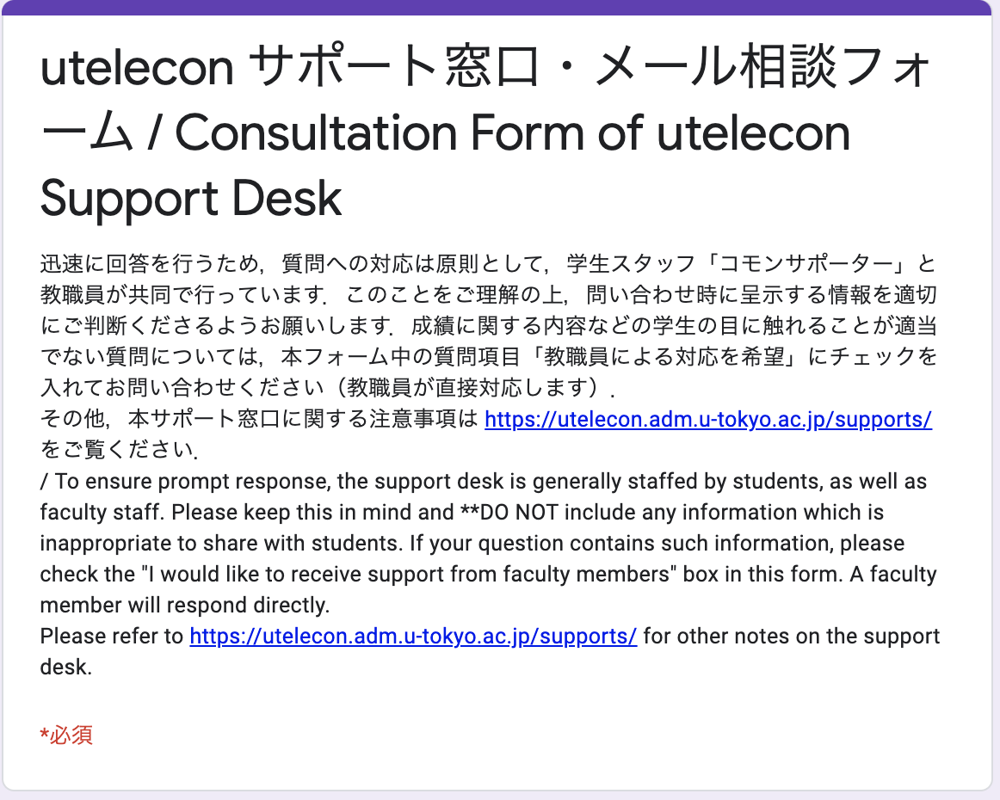 utelecon サポート窓口・メール相談フォ
ーム / Consultation Form of utelecon
Support Desk
迅速に回答を行うため，質問への対応は原則として，学生スタッフ「コモンサポーター」と
教職員が共同で行っています．このことをご理解の上，問い合わせ時に呈示する情報を適切
にご判断くださるようお願いします．成績に関する内容などの学生の目に触れることが適当
でない質問については，本フォーム中の質問項目「教職員による対応を希望」にチェックを
入れてお問い合わせください（教職員が直接対応します）．
その他，本サポート窓口に関する注意事項は https://utelecon.adm.u-tokyo.ac.jp/supports/
をご覧ください．
/ To ensure prompt response, the support desk is generally staffed by students, as well as
faculty staff. Please keep this in mind and **DO NOT include any information which is
inappropriate to share with students. If your question contains such information, please
check the "I would like to receive support from faculty members" box in this form. A faculty
member will respond directly.
Please refer to https://utelecon.adm.u-tokyo.ac.jp/supports/ for other notes on the support
desk.
*必須